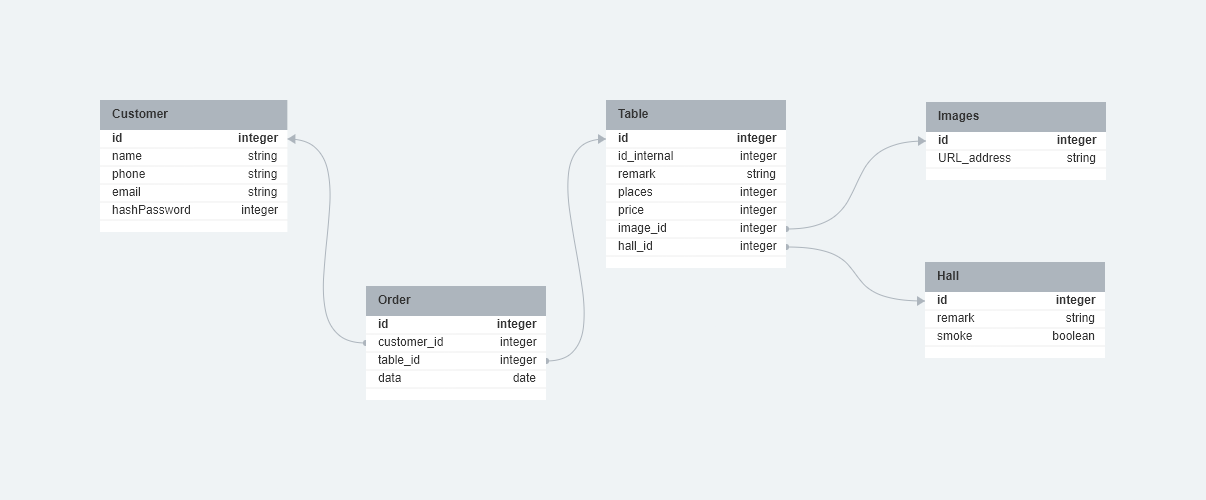 Customer
id integer
name string
phone string
email string
hashPassword integer
Order
id integer
customer_id integer
table_id integer
data date
Table
id integer
id_internal integer
remark string
places integer
price integer
image_id integer
hall_id integer
Images
id integer
URL_address string
Hall
id integer
remark string
smoke boolean